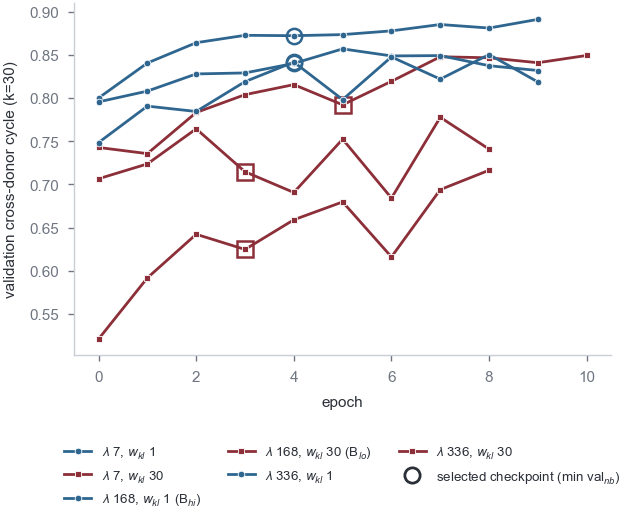 validation cross-donor cycle (k=30)
0.90
0.85
0.80
0.75
0.70
0.65
0.60
0.55
0 2 4 6 8 10
epoch
λ 7, w_kl 1
λ 7, w_kl 30
λ 168, w_kl 1 (B_hi)
λ 168, w_kl 30 (B_lo)
λ 336, w_kl 1
λ 336, w_kl 30
selected checkpoint (min val_nb)